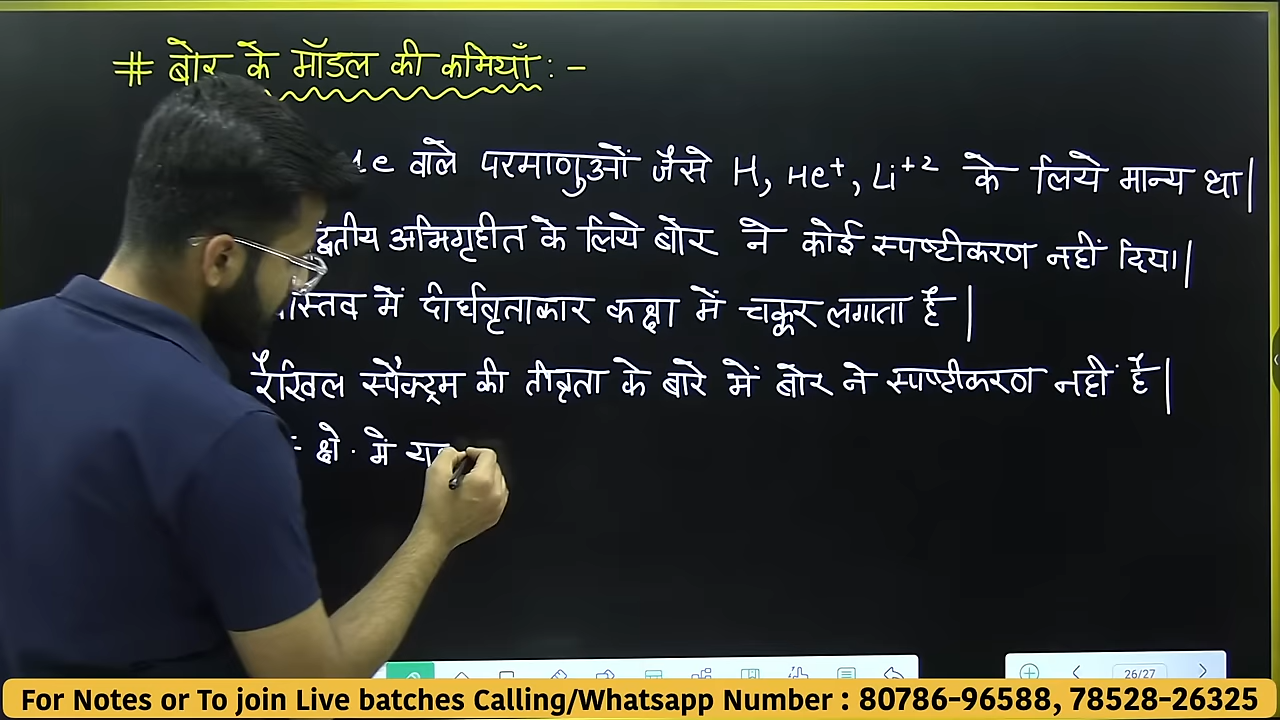 # बोर के मॉडल की कमियाँ : -
1e वाले परमाणुओं जैसे H, He+, Li+2 के लिये मान्य था|
अभिगृहीत के लिये बोर ने कोई स्पष्टीकरण नहीं दिया|
में दीर्घवृताकार कक्षा में चक्कर लगाता है|
रैखिल स्पैक्ट्रम की तीव्रता के बारे में बोर ने स्पष्टीकरण नहीं है|
क्षे. में
26/27
For Notes or To join Live batches Calling/Whatsapp Number : 80786-96588, 78528-26325